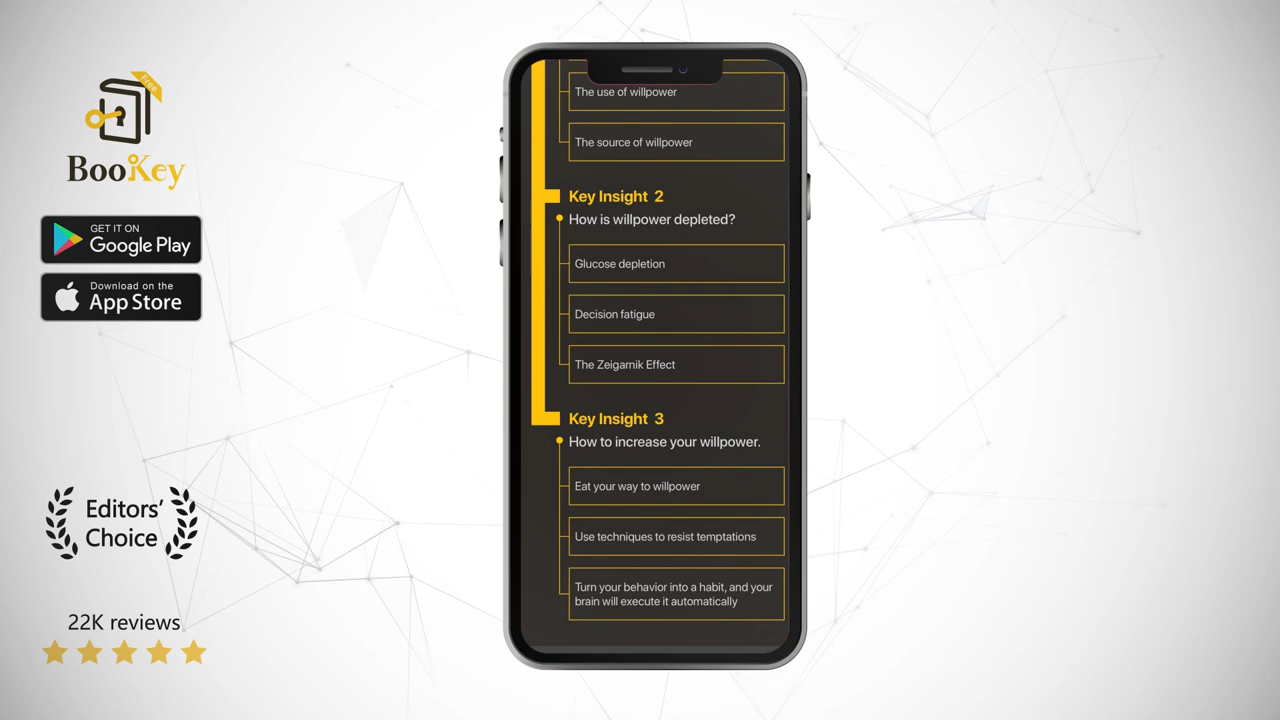 Free
BooKey
GET IT ON
Google Play
Download on the
App Store
Editors’
Choice
22K reviews
The use of willpower
The source of willpower
Key Insight 2
How is willpower depleted?
Glucose depletion
Decision fatigue
The Zeigarnik Effect
Key Insight 3
How to increase your willpower.
Eat your way to willpower
Use techniques to resist temptations
Turn your behavior into a habit, and your
brain will execute it automatically